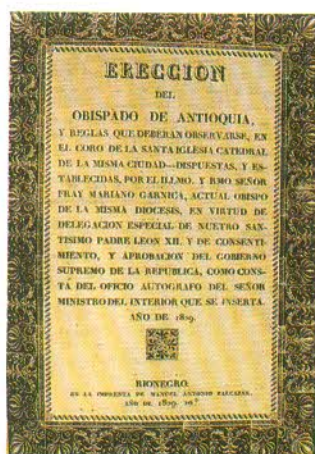 ERECCION
DEL
OBISPADO DE ANTIOQUIA,
Y REGLAS QUE DEBERAN OBSERVARSE, EN
EL CORO DE LA SANTA IGLESIA CATEDRAL
DE LA MISMA CIUDAD—DISPUESTAS, Y ES-
TABLECIDAS, POR EL ILLMO. Y RMO SEÑOR
FRAY MARIANO GARNICA, ACTUAL OBISPO
DE LA MISMA DIOCESIS, EN VIRTUD DE
DELEGACION ESPECIAL DE NUETRO SAN-
TISIMO PADRE LEON XII. Y DE CONSENTI-
MIENTO, Y APROBACION DEL GOBIERNO
SUPREMO DE LA REPUBLICA, COMO CONS-
TA DEL OFICIO AUTOGRAFO DEL SEÑOR
MINISTRO DEL INTERIOR QUE SE INSERTA.
AÑO DE 1829.
RIONEGRO.
EN LA IMPRENTA DE MANUEL ANTONIO BALCAZAR.
AÑO DE 1829.